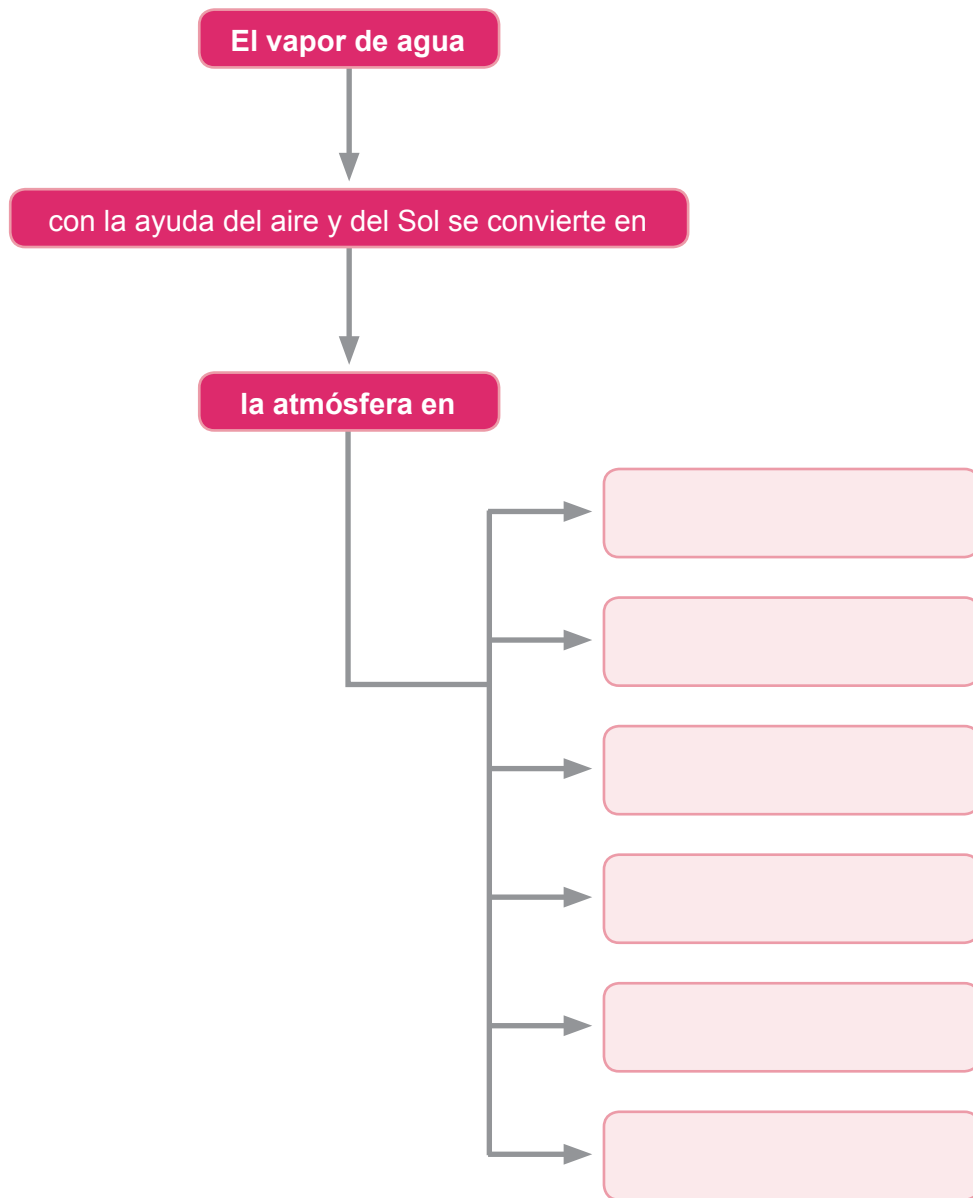 El vapor de agua
con la ayuda del aire y del Sol se convierte en
la atmósfera en